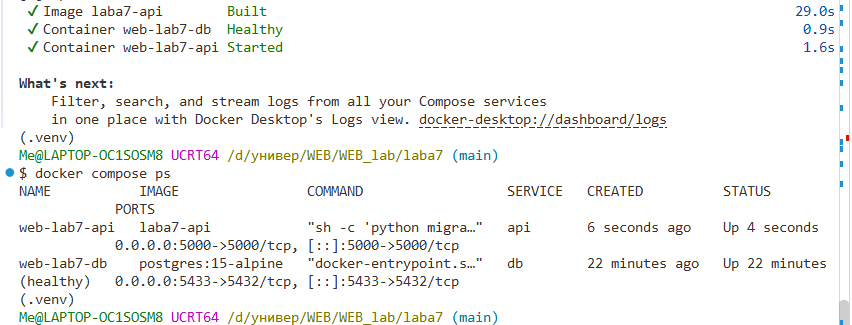 ✓ Image laba7-api Built 29.0s
✓ Container web-lab7-db Healthy 0.9s
✓ Container web-lab7-api Started 1.6s
What's next:
Filter, search, and stream logs from all your Compose services
in one place with Docker Desktop's Logs view. docker-desktop://dashboard/logs
(.venv)
Me@LAPTOP-OC1SOSM8 UCRT64 /d/универ/WEB/WEB_lab/laba7 (main)
$ docker compose ps
NAME IMAGE COMMAND SERVICE CREATED STATUS
PORTS
web-lab7-api laba7-api "sh -c 'python migra…" api 6 seconds ago Up 4 seconds
0.0.0.0:5000->5000/tcp, [::]:5000->5000/tcp
web-lab7-db postgres:15-alpine "docker-entrypoint.s…" db 22 minutes ago Up 22 minutes
(healthy) 0.0.0.0:5433->5432/tcp, [::]:5433->5432/tcp
(.venv)
Me@LAPTOP-OC1SOSM8 UCRT64 /d/универ/WEB/WEB_lab/laba7 (main)